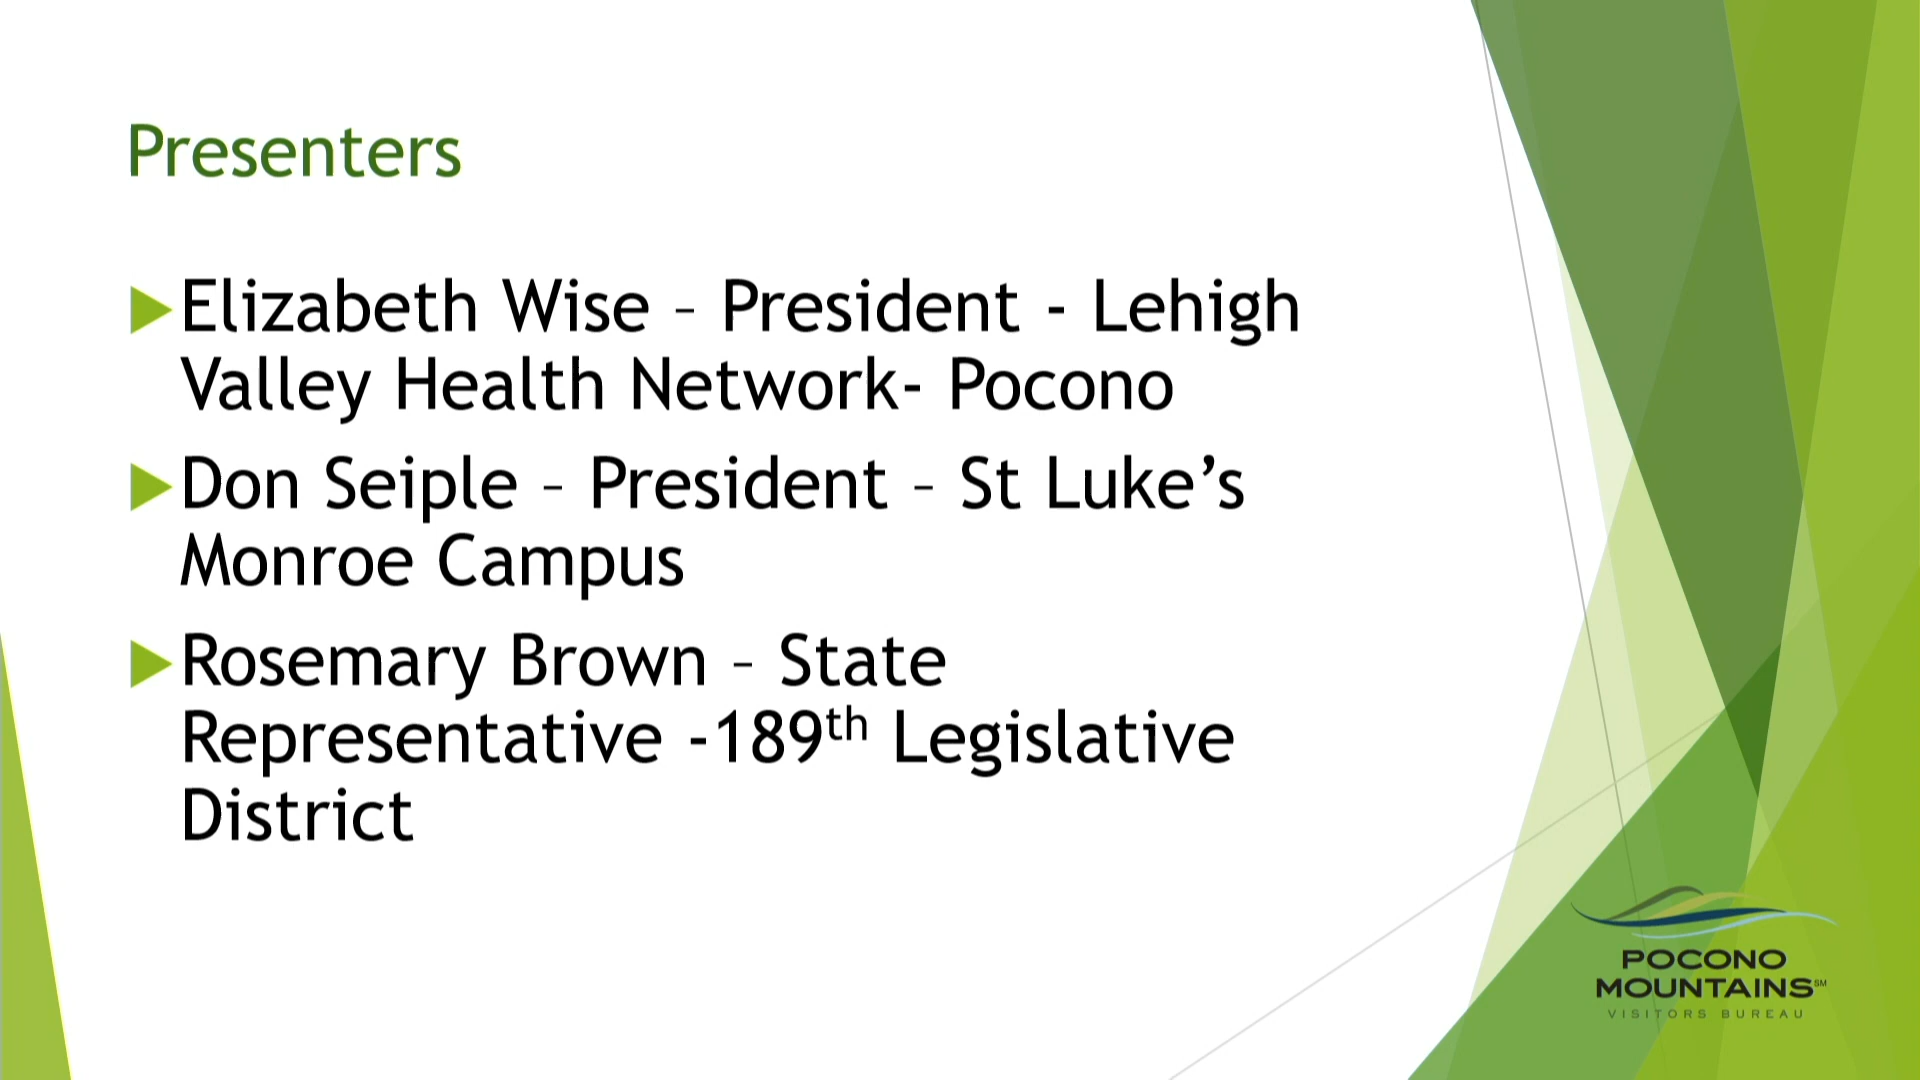 Presenters
Elizabeth Wise – President - Lehigh
Valley Health Network- Pocono
Don Seiple – President – St Luke’s
Monroe Campus
Rosemary Brown – State
Representative -189th Legislative
District
POCONO
MOUNTAINS℠
VISITORS BUREAU